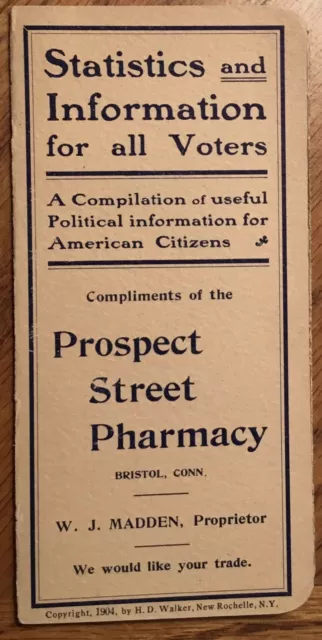 Statistics and
Information
for all Voters
A Compilation of useful
Political information for
American Citizens
Compliments of the
Prospect
Street
Pharmacy
BRISTOL, CONN.
W. J. MADDEN, Proprietor
We would like your trade.
Copyright, 1904, by H. D. Walker, New Rochelle, N.Y.